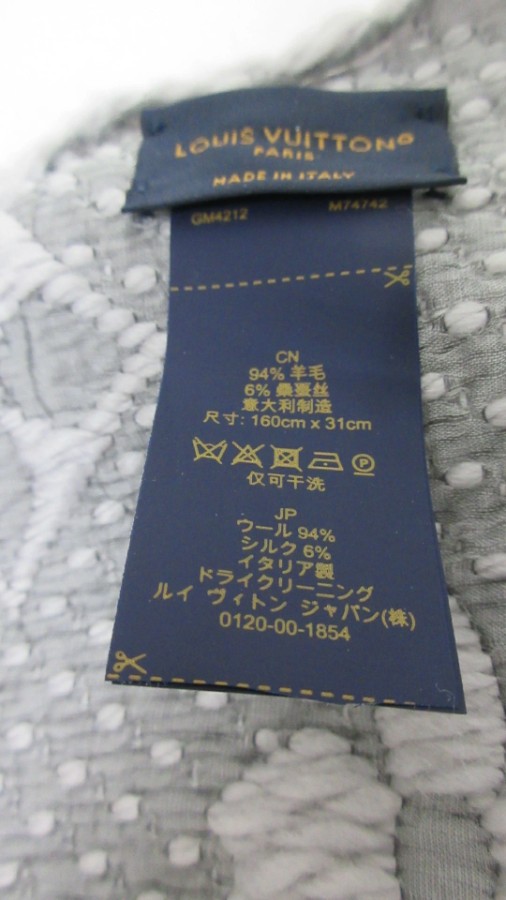 LOUIS VUITTON®
PARIS
MADE IN ITALY
GM4212 M74742
CN
94% 羊毛
6% 桑蚕丝
意大利制造
尺寸: 160cm x 31cm
P
仅可干洗
JP
ウール 94%
シルク 6%
イタリア製
ドライクリーニング
ルイ ヴィトン ジャパン(株)
0120-00-1854